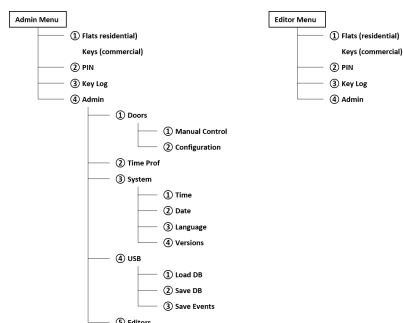 Admin Menu
① Flats residential)
Keys (commercial)
② PIN
③ Key Log
④ Admin
① Doors
① Manual Control
② Configuration
② Time Prof
③ System
① Time
② Date
③ Language
④ Versions
④ USB
① Load DB
② Save DB
③ Save Events
⑤ Editors
Editor Menu
① Flats (residential)
Keys (commercial)
② PIN
③ Key Log
④ Admin